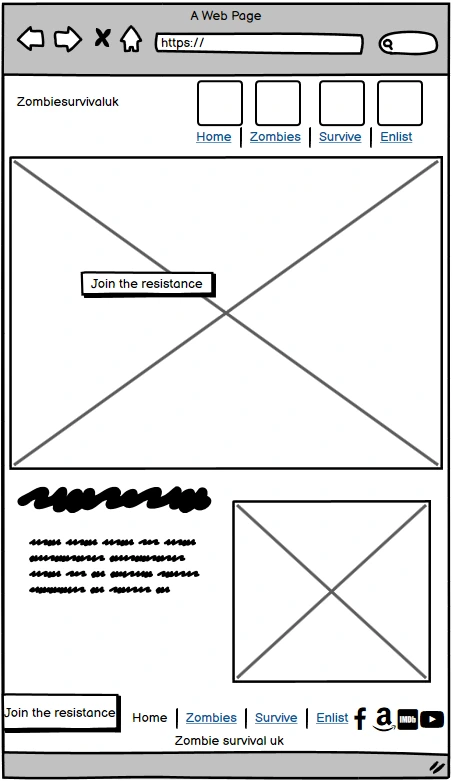 A Web Page
https://
Zombiesurvivaluk
Home | Zombies | Survive | Enlist
Join the resistance
Join the resistance
Home | Zombies | Survive | Enlist
IMDb
Zombie survival uk